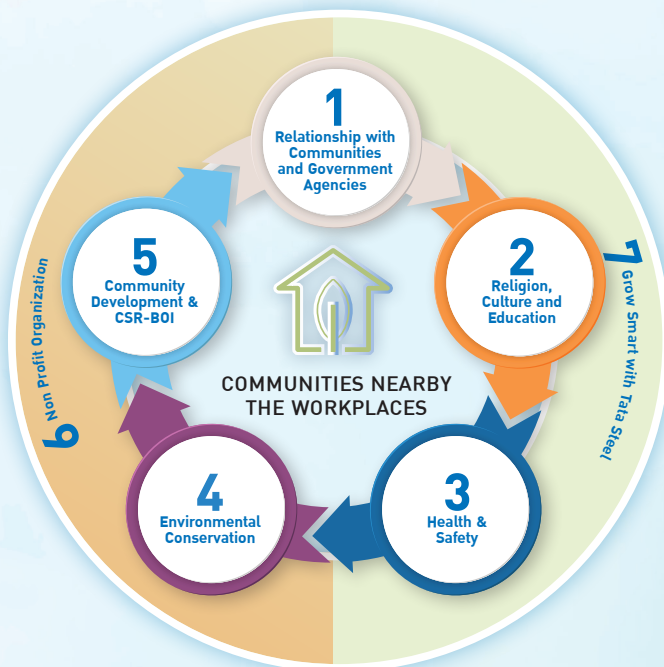 1
Relationship with
Communities
and Government
Agencies
2
Religion,
Culture and
Education
3
Health &
Safety
4
Environmental
Conservation
5
Community
Development &
CSR-BOI
COMMUNITIES NEARBY
THE WORKPLACES
6 Non Profit Organization
7 Grow Smart with Tata Steel